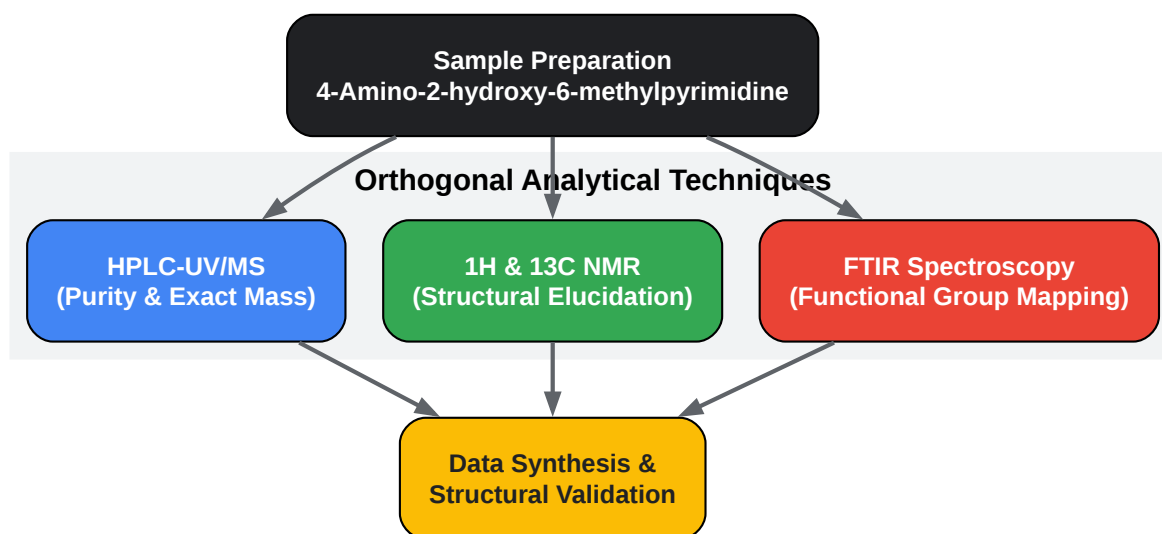 Sample Preparation
4-Amino-2-hydroxy-6-methylpyrimidine
Orthogonal Analytical Techniques
HPLC-UV/MS
(Purity & Exact Mass)
1H & 13C NMR
(Structural Elucidation)
FTIR Spectroscopy
(Functional Group Mapping)
Data Synthesis &
Structural Validation